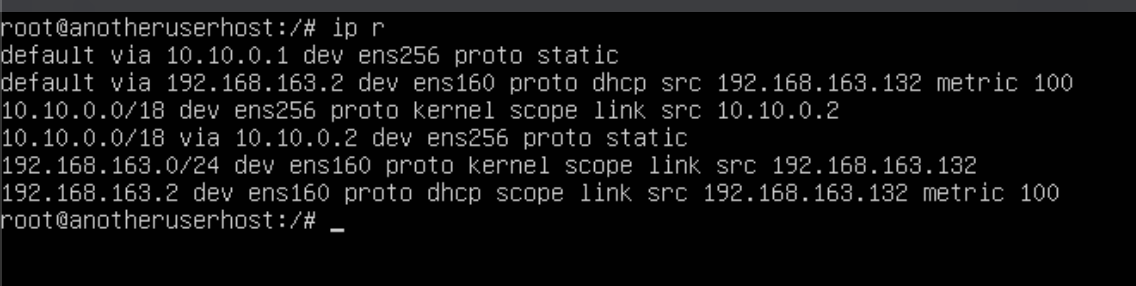 root@anotheruserhost:/# ip r
default via 10.10.0.1 dev ens256 proto static
default via 192.168.163.2 dev ens160 proto dhcp src 192.168.163.132 metric 100
10.10.0.0/18 dev ens256 proto kernel scope link src 10.10.0.2
10.10.0.0/18 via 10.10.0.2 dev ens256 proto static
192.168.163.0/24 dev ens160 proto kernel scope link src 192.168.163.132
192.168.163.2 dev ens160 proto dhcp scope link src 192.168.163.132 metric 100
root@anotheruserhost:/# _